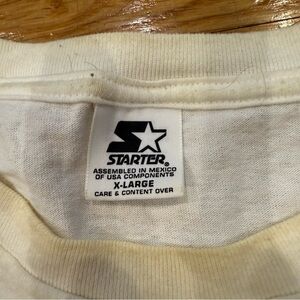 STARTER®
ASSEMBLED IN MEXICO
OF USA COMPONENTS
X-LARGE
CARE & CONTENT OVER